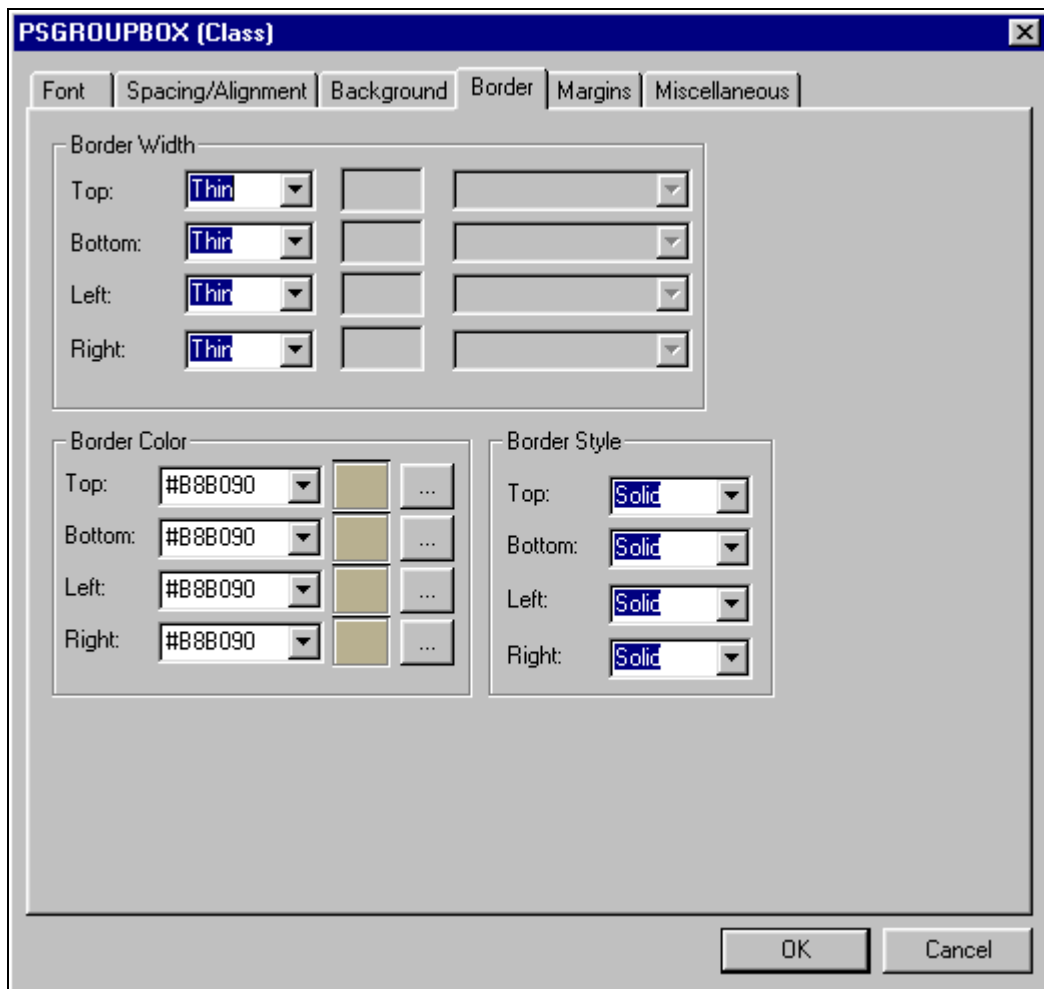 PSGROUPBOX (Class)
Font Spacing/Alignment Background Border Margins Miscellaneous
Border Width
Top: Thin
Bottom: Thin
Left: Thin
Right: Thin
Border Color
Top: #B8B090 ...
Bottom: #B8B090 ...
Left: #B8B090 ...
Right: #B8B090 ...
Border Style
Top: Solid
Bottom: Solid
Left: Solid
Right: Solid
OK Cancel